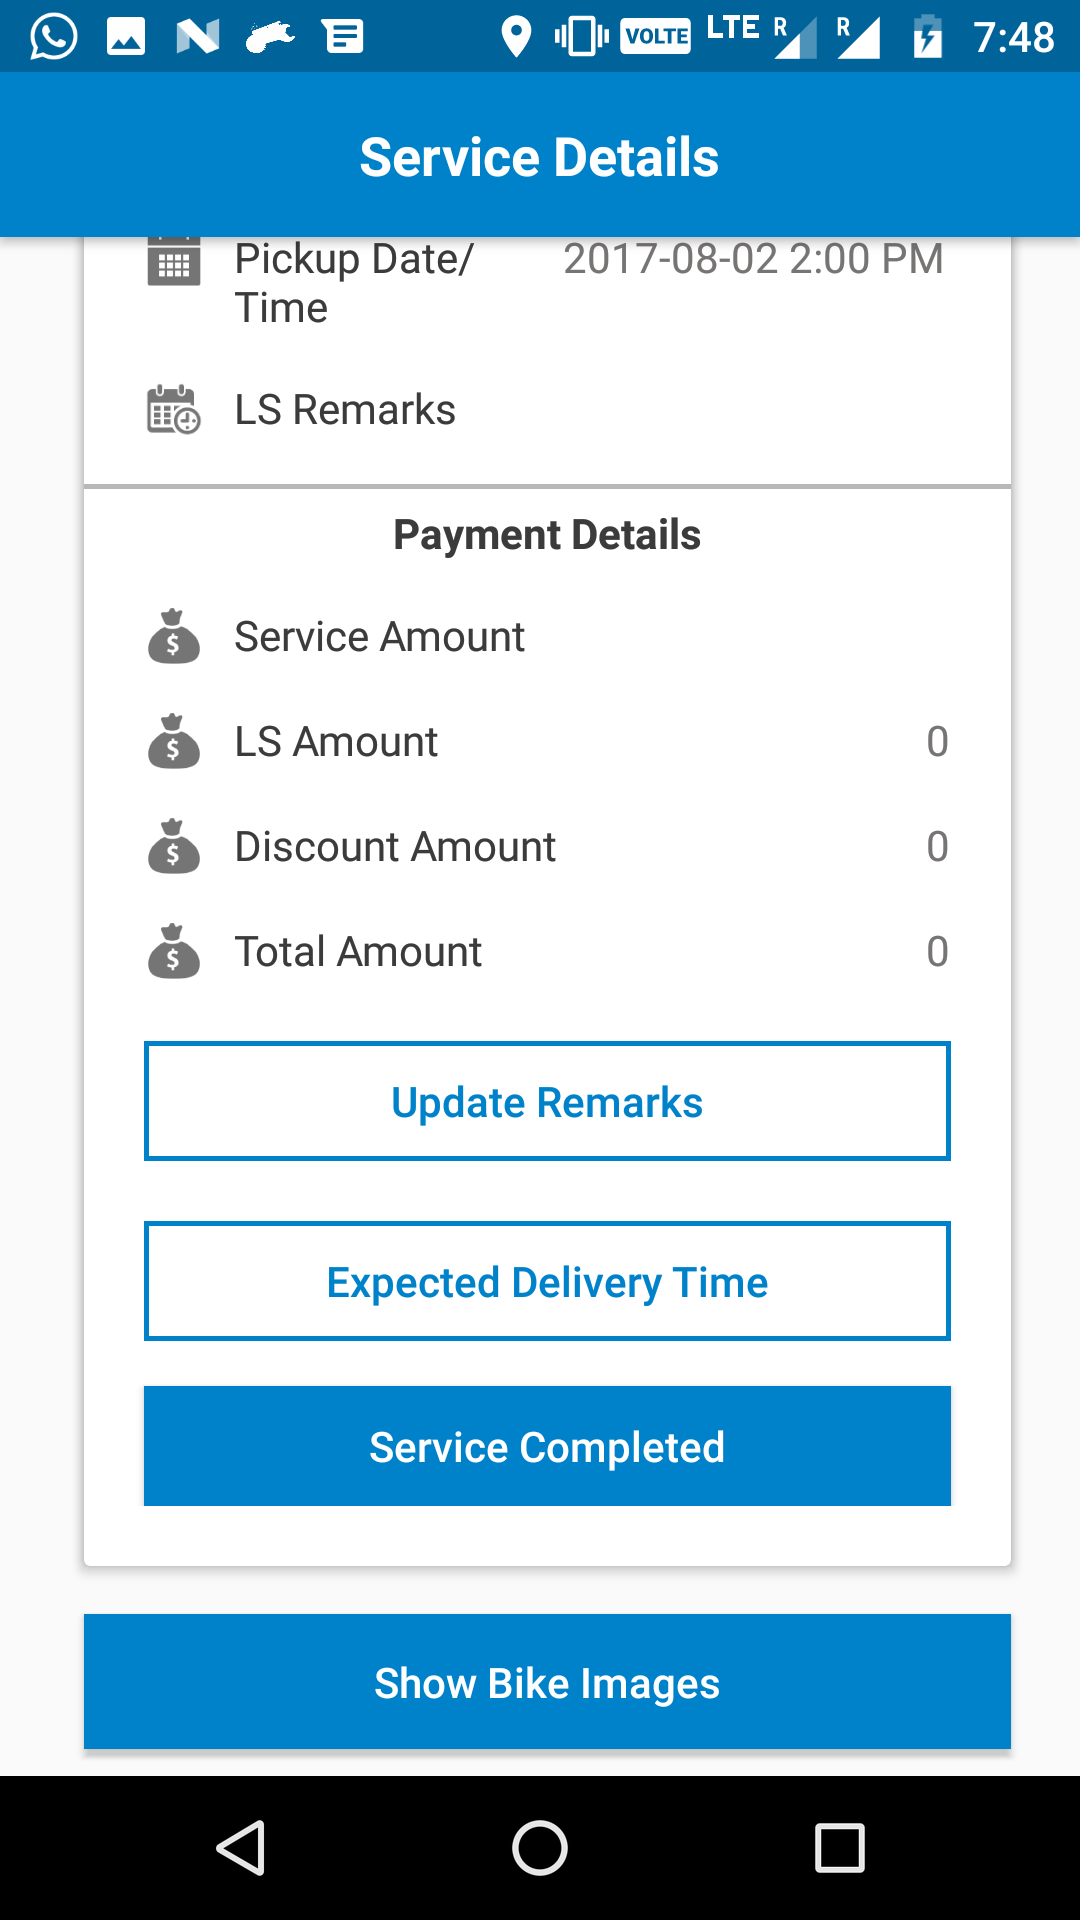 VOLTE LTE R R 7:48
Service Details
Pickup Date/ 2017-08-02 2:00 PM
Time
LS Remarks
Payment Details
Service Amount
LS Amount 0
Discount Amount 0
Total Amount 0
Update Remarks
Expected Delivery Time
Service Completed
Show Bike Images